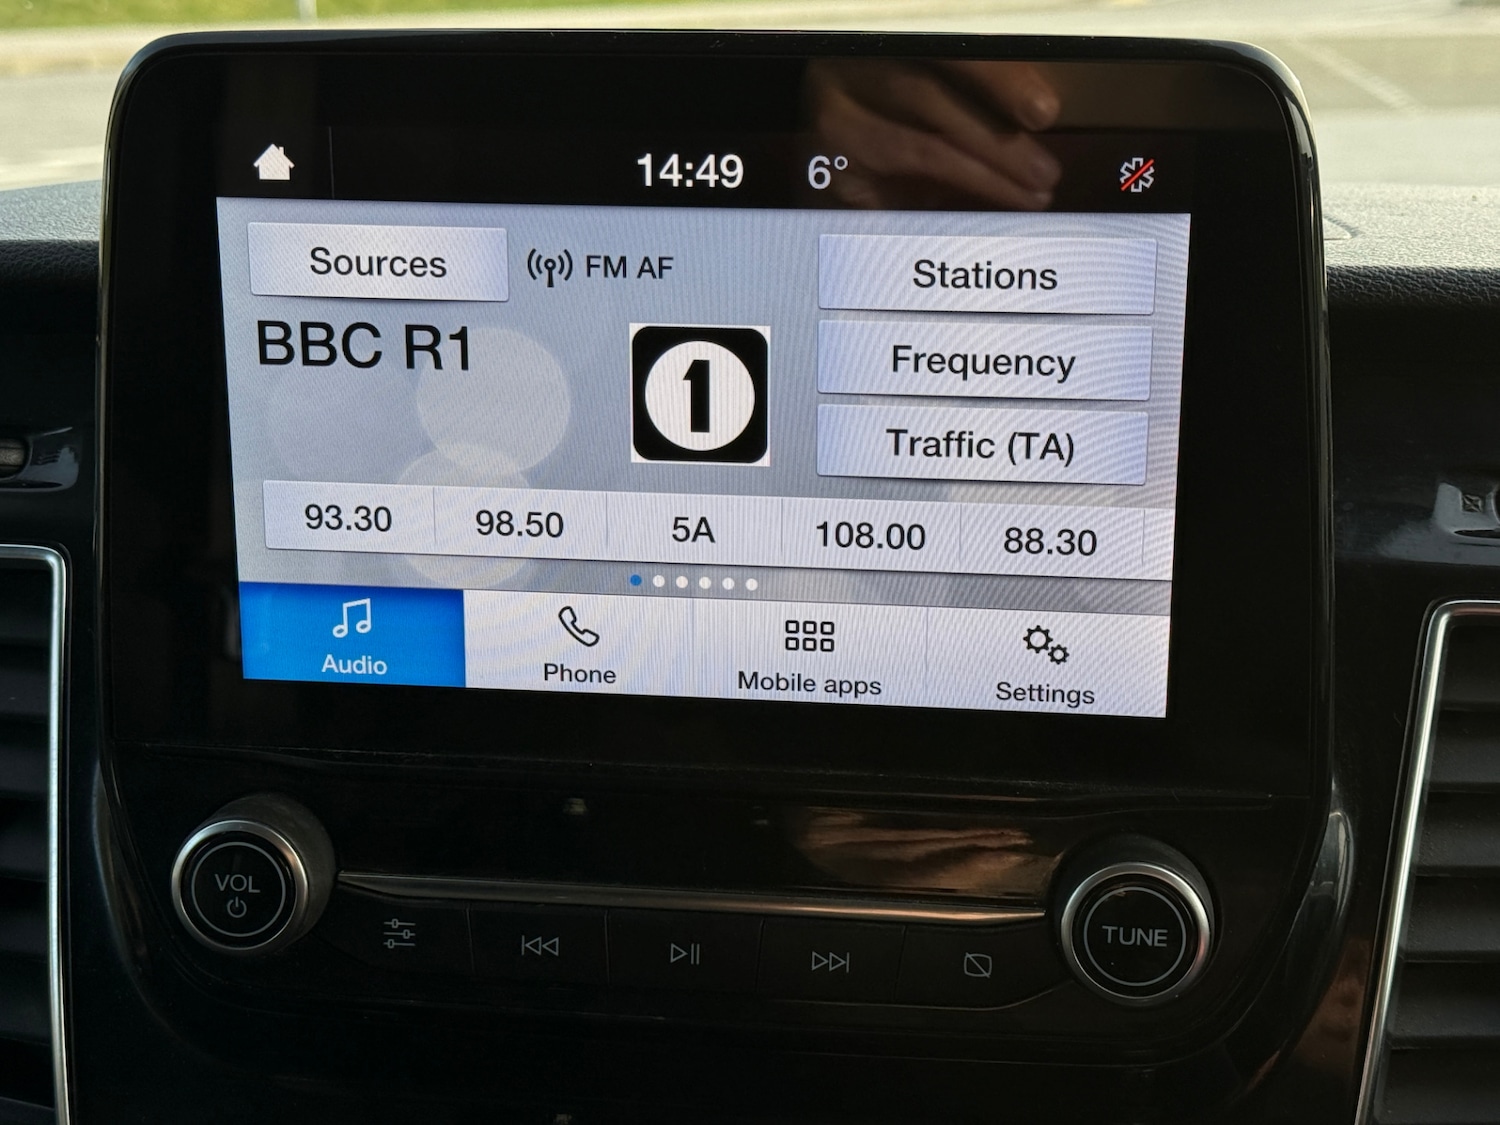 14:49 6°
Sources FM AF Stations
BBC R1 1 Frequency
Traffic (TA)
93.30 98.50 5A 108.00 88.30
Audio Phone Mobile apps Settings
VOL TUNE